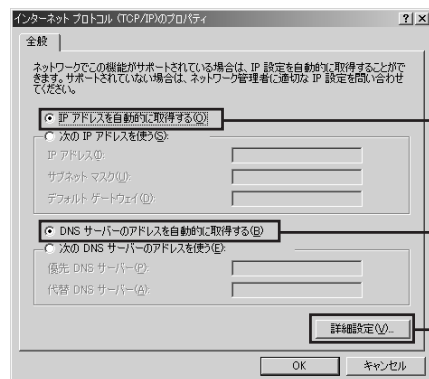 インターネット プロトコル (TCP/IP)のプロパティ
全般
ネットワークでこの機能がサポートされている場合は、IP 設定を自動的に取得することがで
きます。サポートされていない場合は、ネットワーク管理者に適切な IP 設定を問い合わせ
てください。
IP アドレスを自動的に取得する(O)
次の IP アドレスを使う(S):
IP アドレス(I):
サブネット マスク(U):
デフォルト ゲートウェイ(D):
DNS サーバーのアドレスを自動的に取得する(B)
次の DNS サーバーのアドレスを使う(E):
優先 DNS サーバー(P):
代替 DNS サーバー(A):
詳細設定(V)...
OK キャンセル